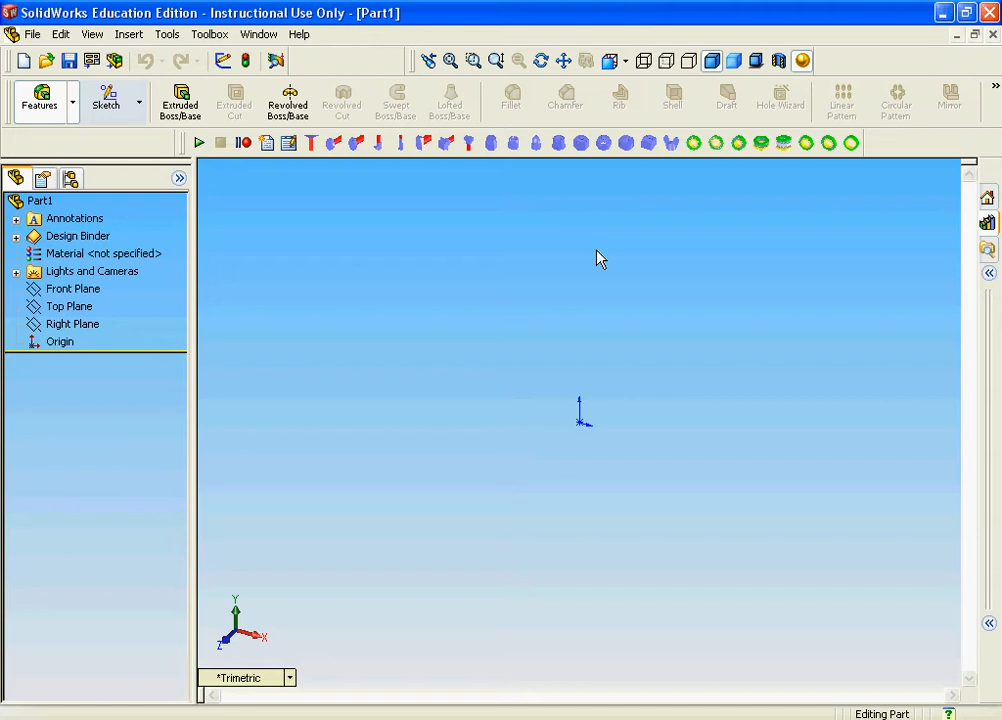 SolidWorks Education Edition - Instructional Use Only - [Part1]
File Edit View Insert Tools Toolbox Window Help
Features Sketch Extruded Boss/Base Extruded Cut Revolved Boss/Base Revolved Cut Swept Boss/Base Lofted Boss/Base Fillet Chamfer Rib Shell Draft Hole Wizard Linear Pattern Circular Pattern Mirror
Part1
Annotations
Design Binder
Material <not specified>
Lights and Cameras
Front Plane
Top Plane
Right Plane
Origin
Y
X
Z
*Trimetric
Editing Part